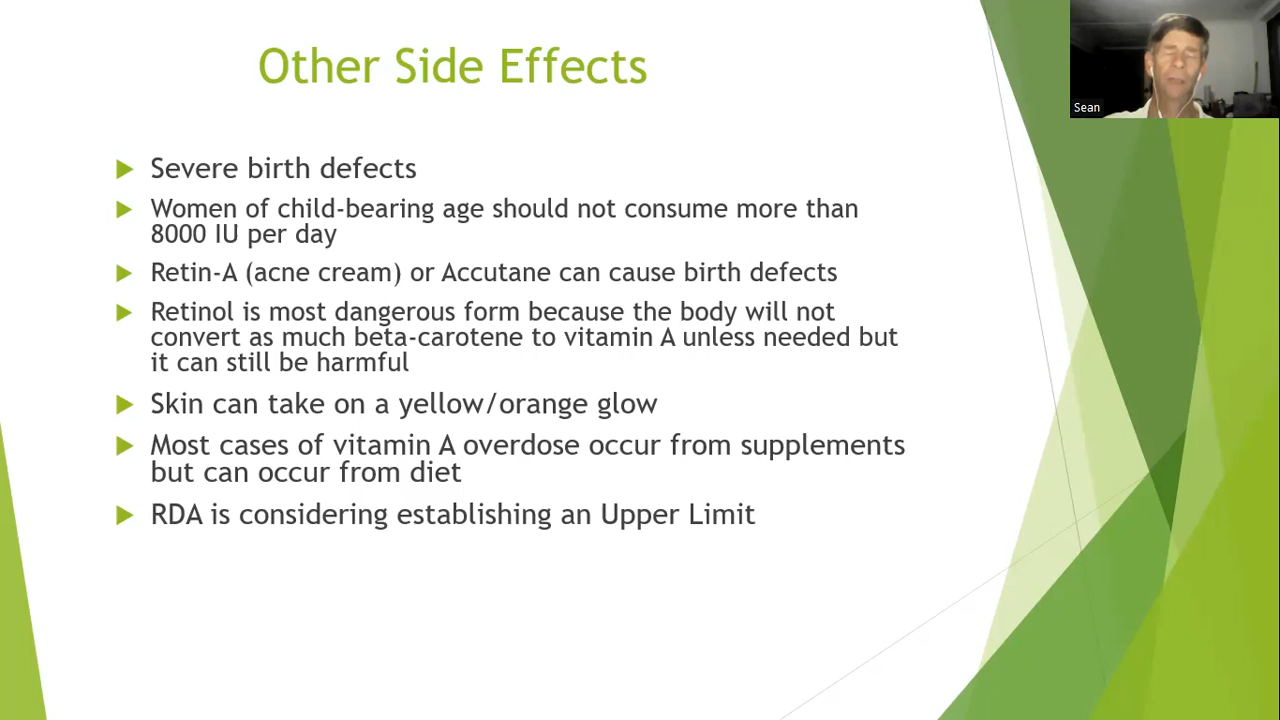 Other Side Effects
Sean
Severe birth defects
Women of child-bearing age should not consume more than
8000 IU per day
Retin-A (acne cream) or Accutane can cause birth defects
Retinol is most dangerous form because the body will not
convert as much beta-carotene to vitamin A unless needed but
it can still be harmful
Skin can take on a yellow/orange glow
Most cases of vitamin A overdose occur from supplements
but can occur from diet
RDA is considering establishing an Upper Limit